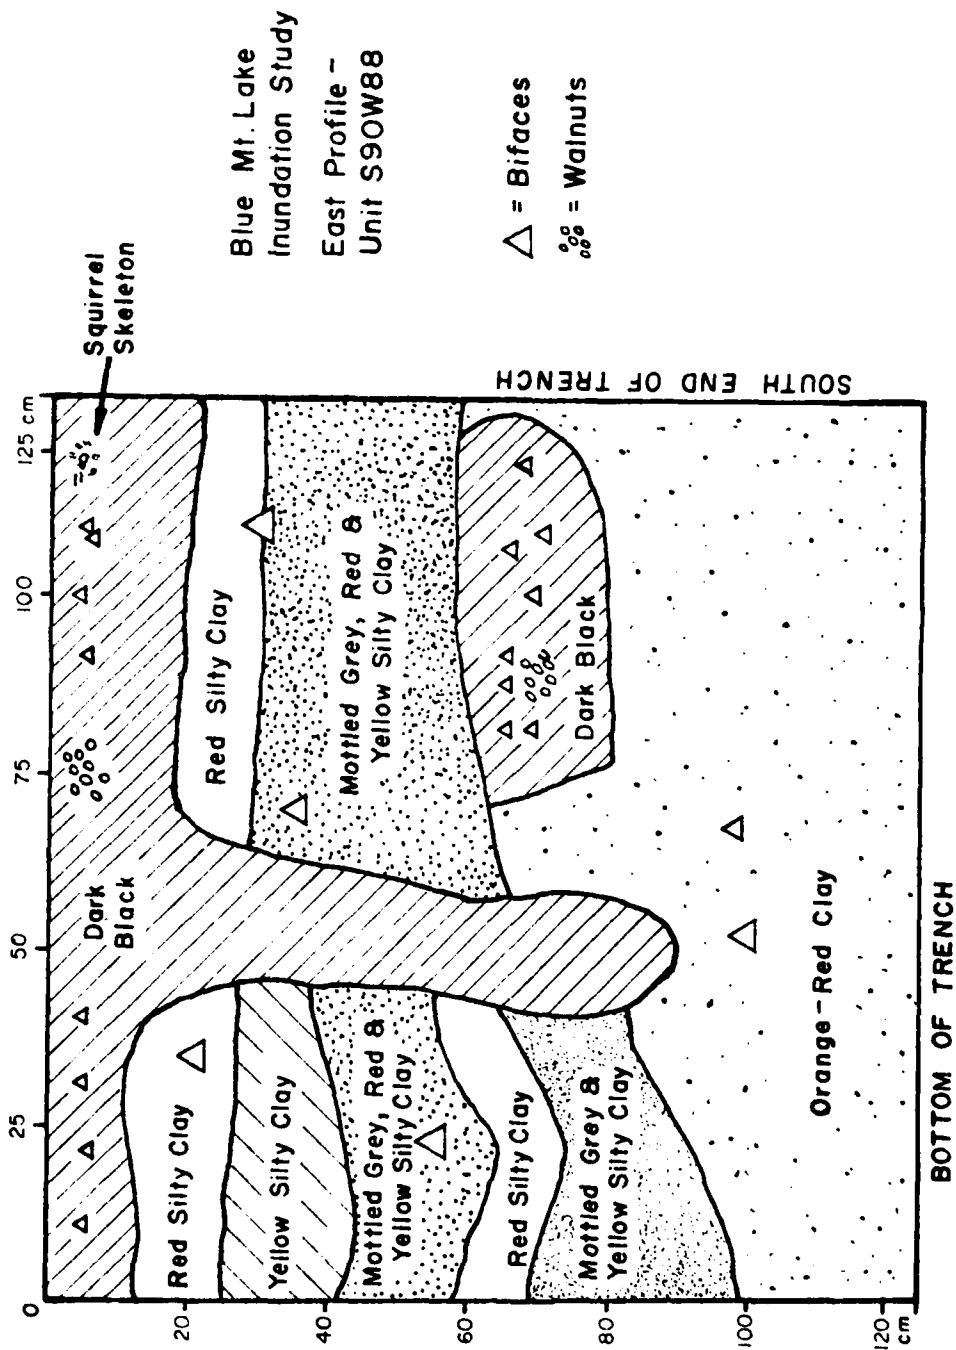 Blue Mt. Lake
Inundation Study
East Profile –
Unit S90W88
△ = Bifaces
= Walnuts
Squirrel
Skeleton
0
25
50
75
100
125 cm
20
40
60
80
100
120
cm
Dark
Black
Red Silty Clay
Yellow Silty Clay
Mottled Grey, Red &
Yellow Silty Clay
Red Silty Clay
Mottled Grey &
Yellow Silty Clay
Red Silty Clay
Mottled Grey, Red &
Yellow Silty Clay
Dark Black
Orange–Red Clay
SOUTH END OF TRENCH
BOTTOM OF TRENCH